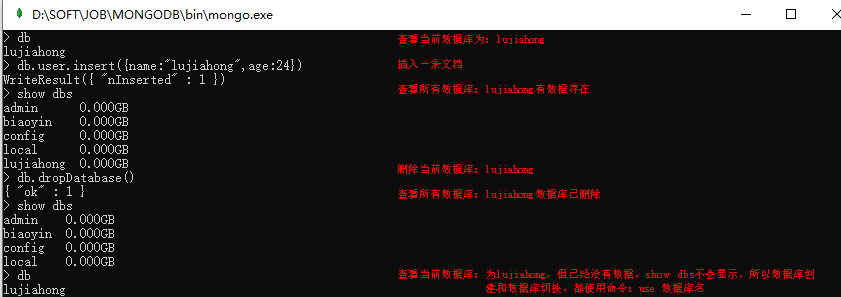 D:\SOFT\JOB\MONGODB\bin\mongo.exe
> db 查看当前数据库为：lujiahong
lujiahong
> db.user.insert({name:"lujiahong",age:24}) 插入一条文档
WriteResult({ "nInserted" : 1 })
> show dbs 查看所有数据库：lujiahong有数据存在
admin 0.000GB
biaoyin 0.000GB
config 0.000GB
local 0.000GB
lujiahong 0.000GB
> db.dropDatabase() 删除当前数据库：lujiahong
{ "ok" : 1 }
> show dbs 查看所有数据库：lujiahong数据库已删除
admin 0.000GB
biaoyin 0.000GB
config 0.000GB
local 0.000GB
> db 查看当前数据库：为lujiahong，但已经没有数据，show dbs不会显示，所以数据库创
lujiahong 建和数据库切换，都使用命令：use 数据库名